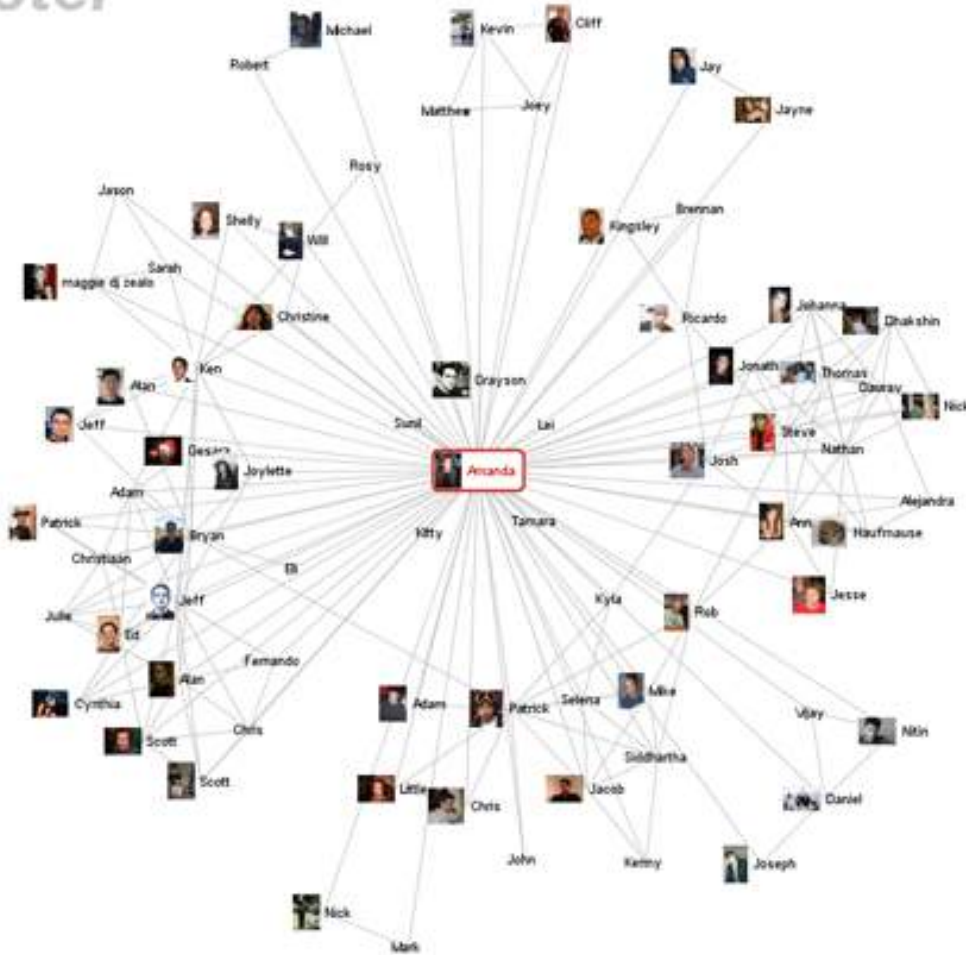 Michael
Kevin
Cliff
Robert
Jay
Matthew
Joey
Jayne
Rosy
Jason
Shelly
Brennan
Kingsley
Will
Sarah
maggie dj zealo
Johanna
Christine
Ricardo
Dhakshin
Ken
Jonath
Thomas
Alan
Grayson
Gaurav
Nick
Jeff
Sunil
Lei
Steve
Nathan
Josh
Joylette
Amanda
Adam
Alejandra
Patrick
Tamara
Ann
Bryan
Kitty
Haufmause
Christiaan
Elli
Jesse
Jeff
Kyla
Julie
Rob
Ed
Fernando
Alan
Mike
Cynthia
Adam
Patrick
Selena
Vijay
Nitin
Chris
Scott
Siddhartha
Scott
Little
Jacob
Daniel
Chris
John
Kenny
Joseph
Nick
Mark